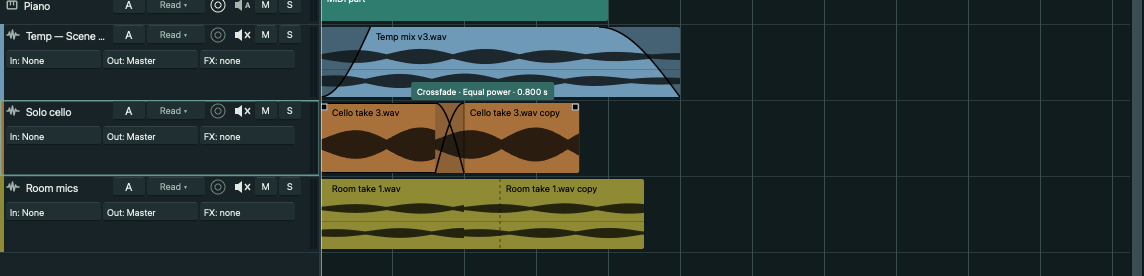 Piano A Read A M S
MIDI part
Temp — Scene ... A Read M S
Temp mix v3.wav
In: None Out: Master FX: none
Crossfade · Equal power · 0.800 s
Solo cello A Read M S
Cello take 3.wav Cello take 3.wav copy
In: None Out: Master FX: none
Room mics A Read M S
Room take 1.wav Room take 1.wav copy
In: None Out: Master FX: none